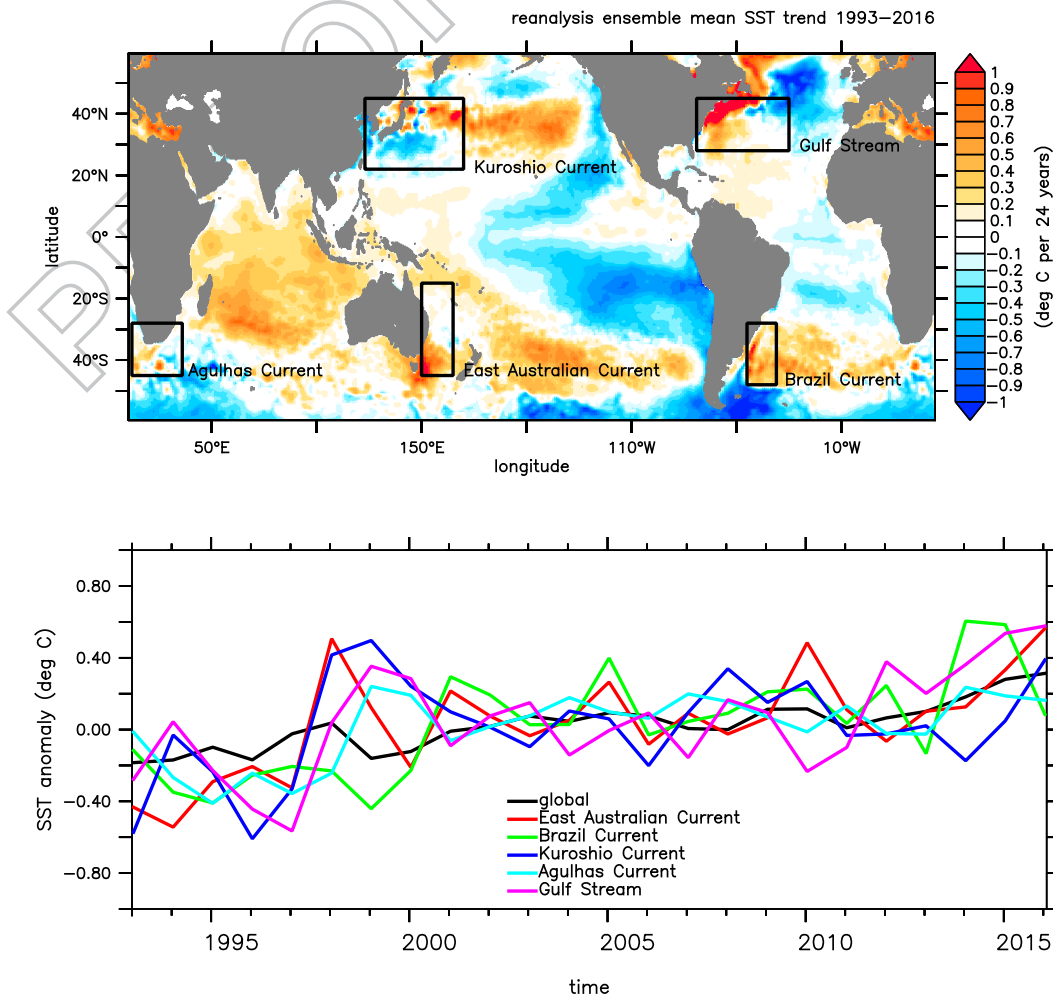 reanalysis ensemble mean SST trend 1993–2016
40°N
20°N
0°
20°S
40°S
latitude
50°E
150°E
110°W
10°W
longitude
Kuroshio Current
Gulf Stream
Agulhas Current
East Australian Current
Brazil Current
1
0.9
0.8
0.7
0.6
0.5
0.4
0.3
0.2
0.1
0
−0.1
−0.2
−0.3
−0.4
−0.5
−0.6
−0.7
−0.8
−0.9
−1
(deg C per 24 years)
0.80
0.40
0.00
−0.40
−0.80
SST anomaly (deg C)
global
East Australian Current
Brazil Current
Kuroshio Current
Agulhas Current
Gulf Stream
1995
2000
2005
2010
2015
time